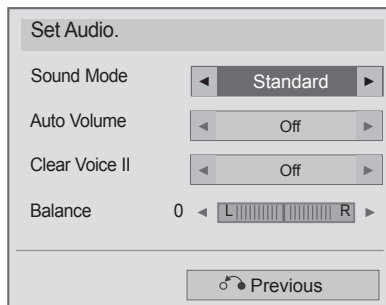 Set Audio.
Sound Mode ◄ Standard ►
Auto Volume ◄ Off ►
Clear Voice II ◄ Off ►
Balance 0 ◄ L R ►
Previous